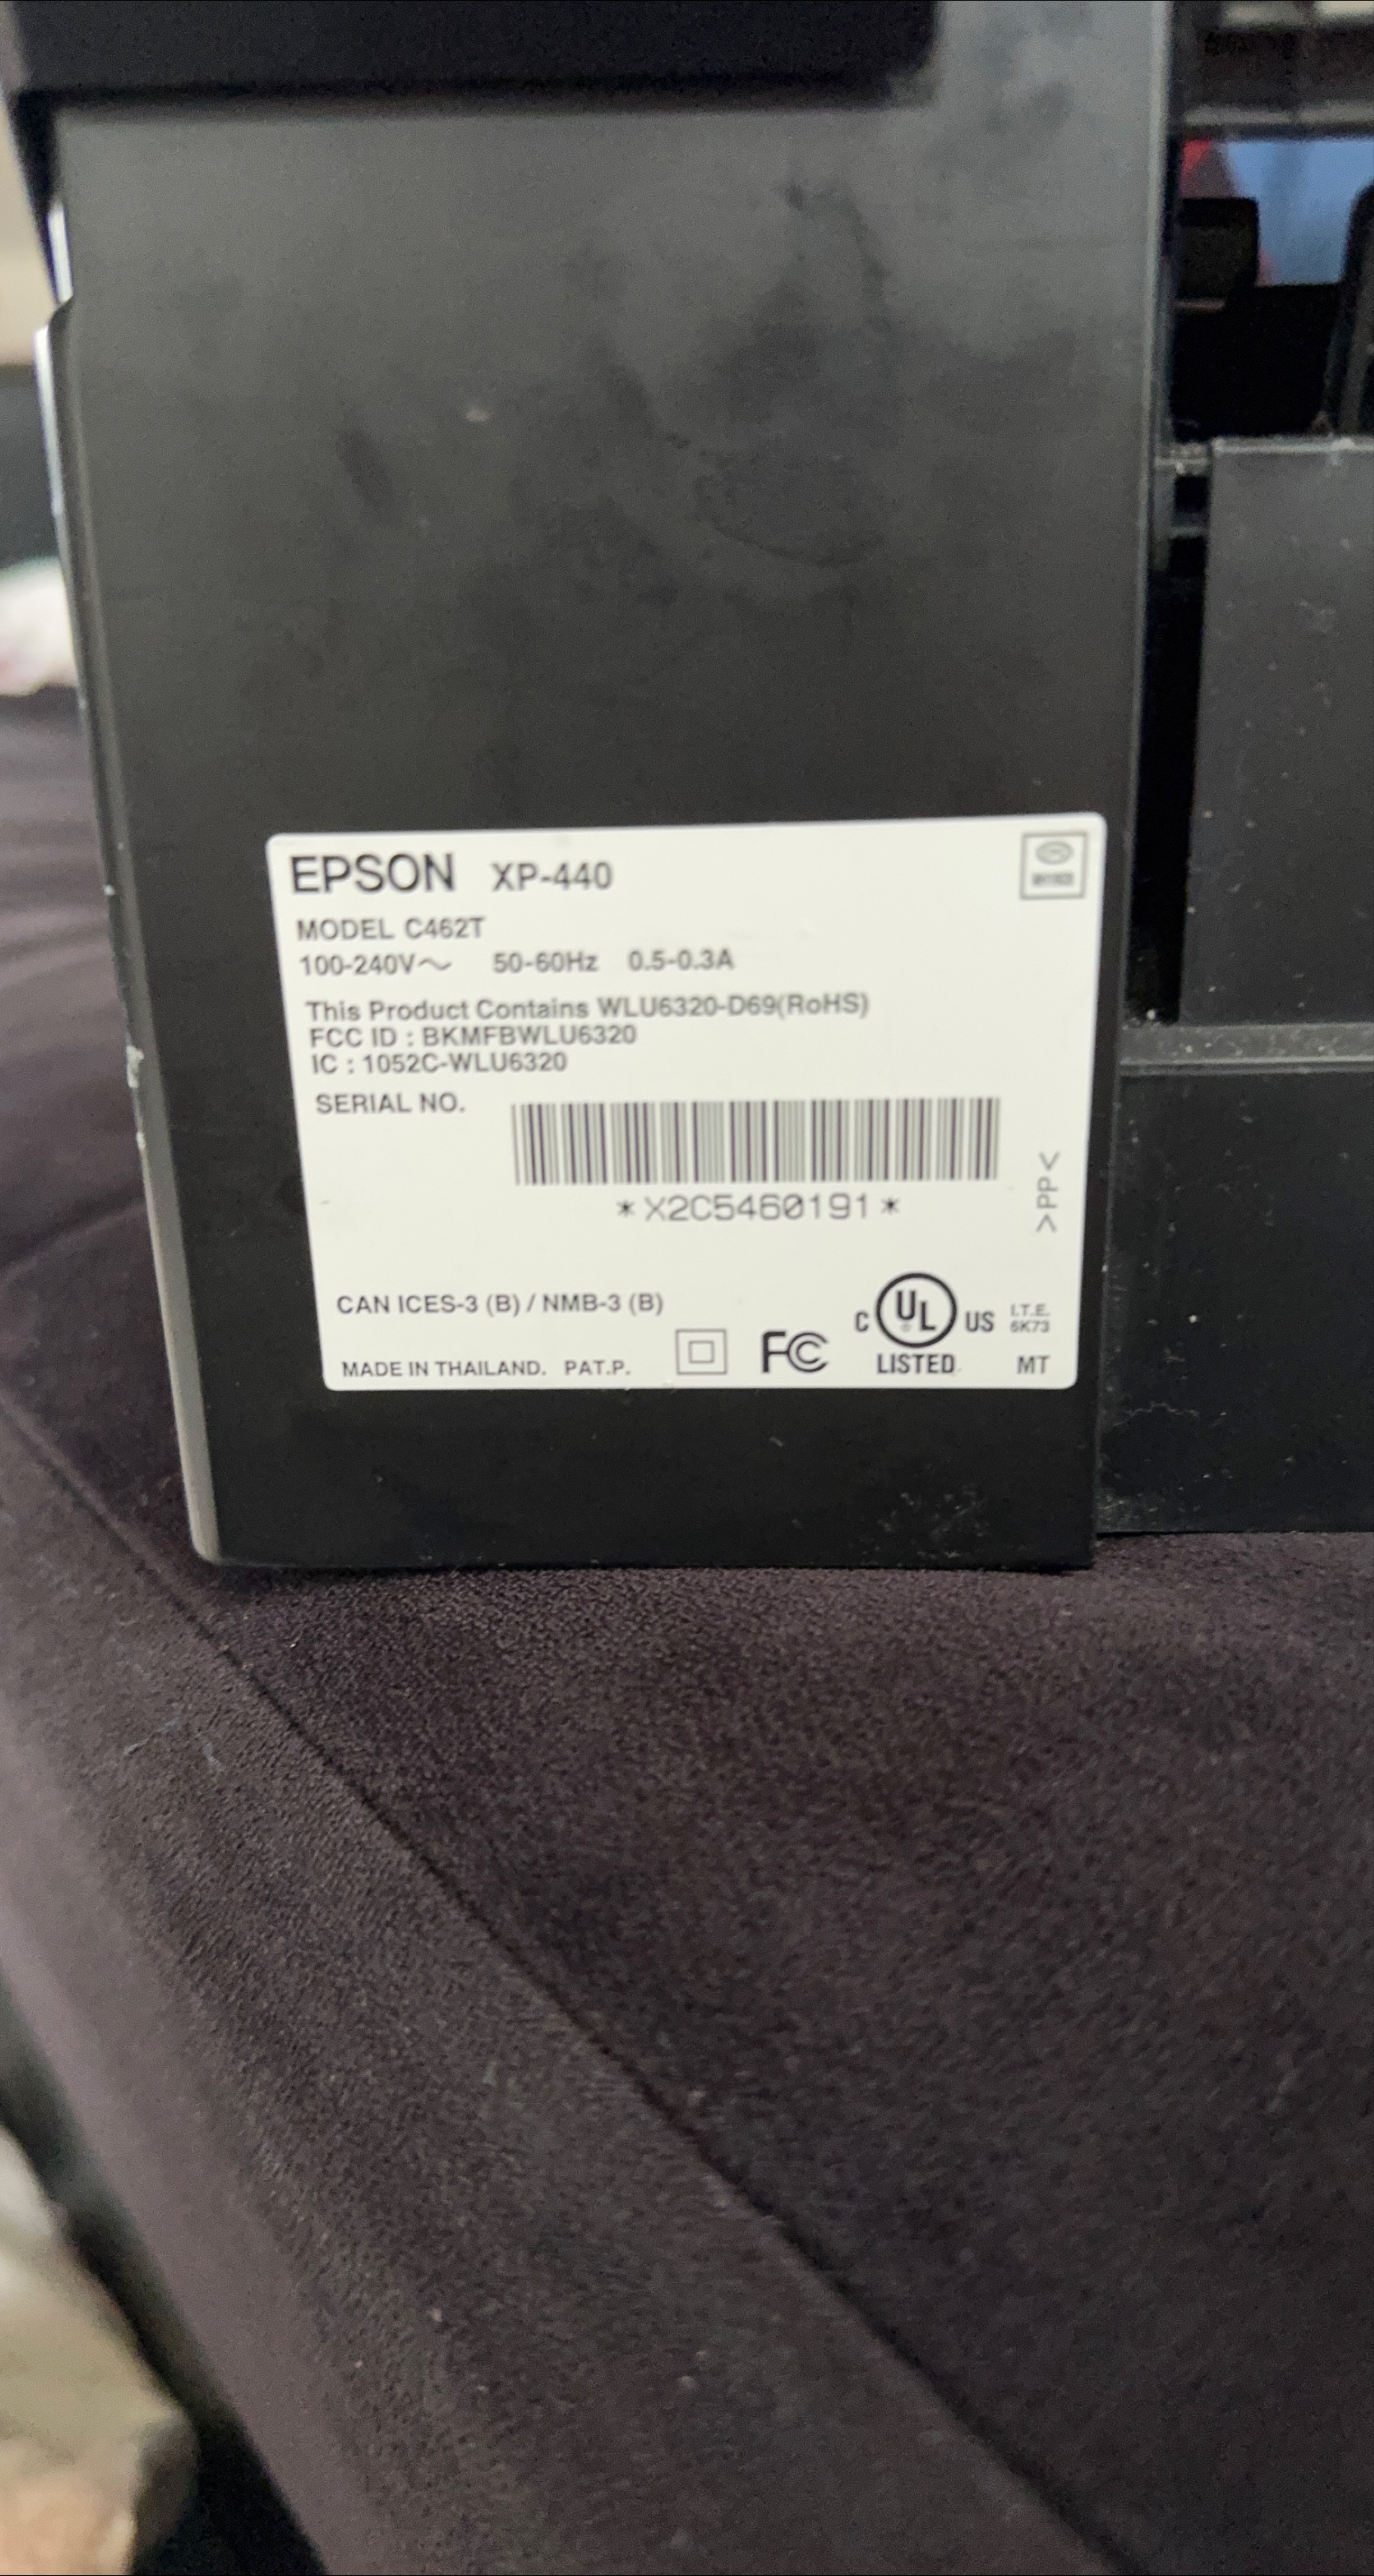 EPSON XP-440
MODEL C462T
100-240V~ 50-60Hz 0.5-0.3A
This Product Contains WLU6320-D69(RoHS)
FCC ID : BKMFBWLU6320
IC : 1052C-WLU6320
SERIAL NO.
*X2C5460191*
>PP<
CAN ICES-3 (B) / NMB-3 (B)
C UL US I.T.E.
6K73
LISTED MT
MADE IN THAILAND. PAT.P. FC